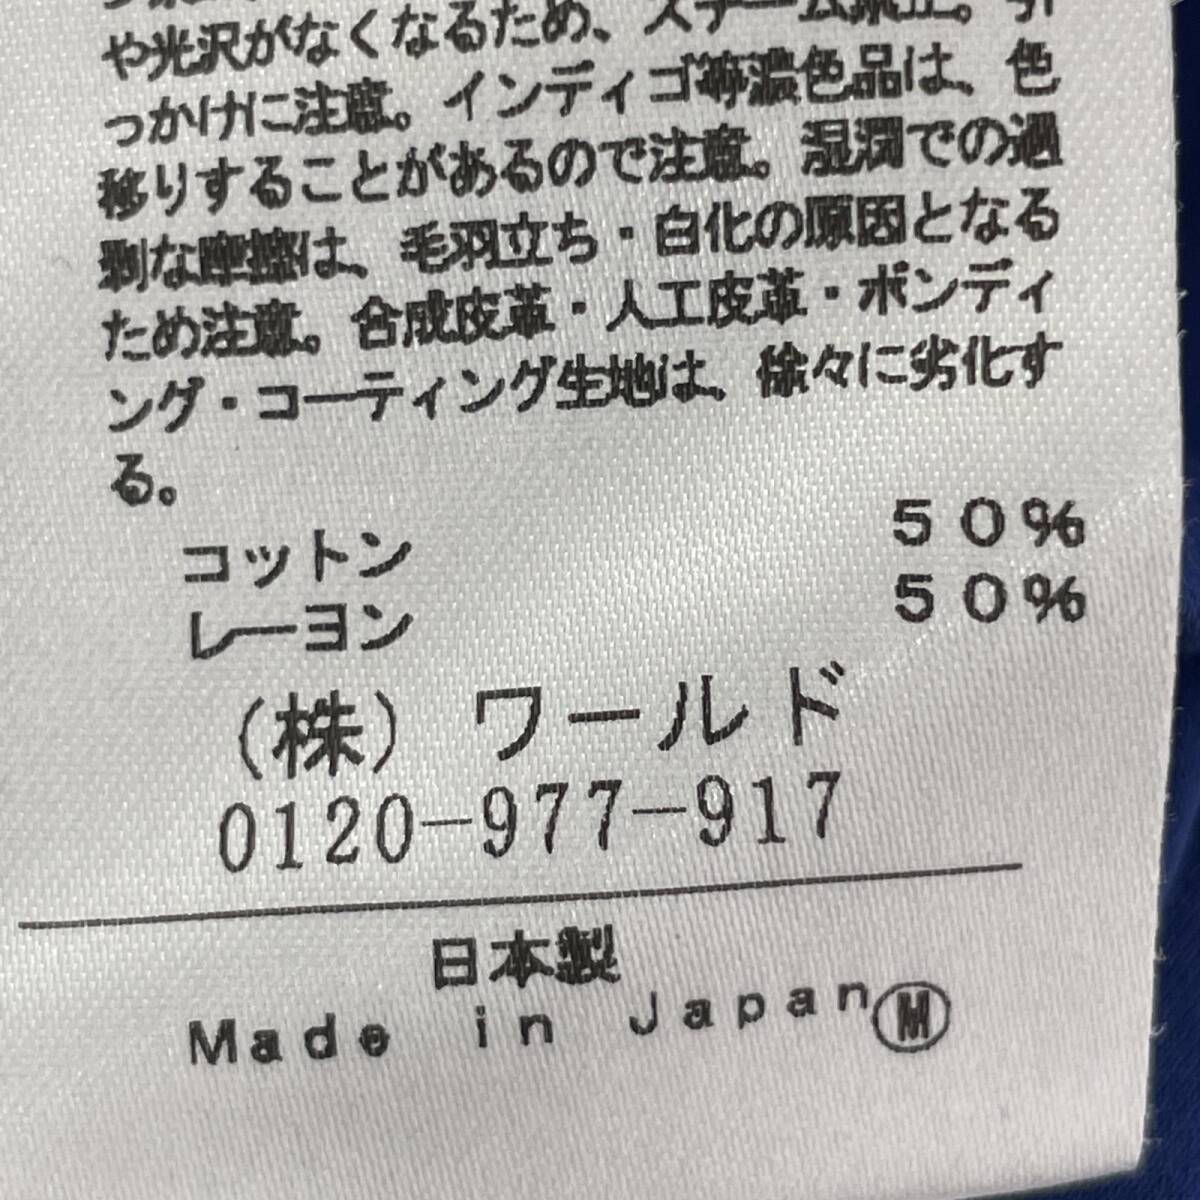 や光沢がなくなるため、スチーム禁止。引
っかけに注意。インディゴ等濃色品は、色
移りすることがあるので注意。湿潤での過
剰な摩擦は、毛羽立ち・白化の原因となる
ため注意。合成皮革・人工皮革・ボンディ
ング・コーティング生地は、徐々に劣化す
る。
コットン ５０％
レーヨン ５０％
（株）ワールド
0120-977-917
日本製
Made in Japan Ⓜ